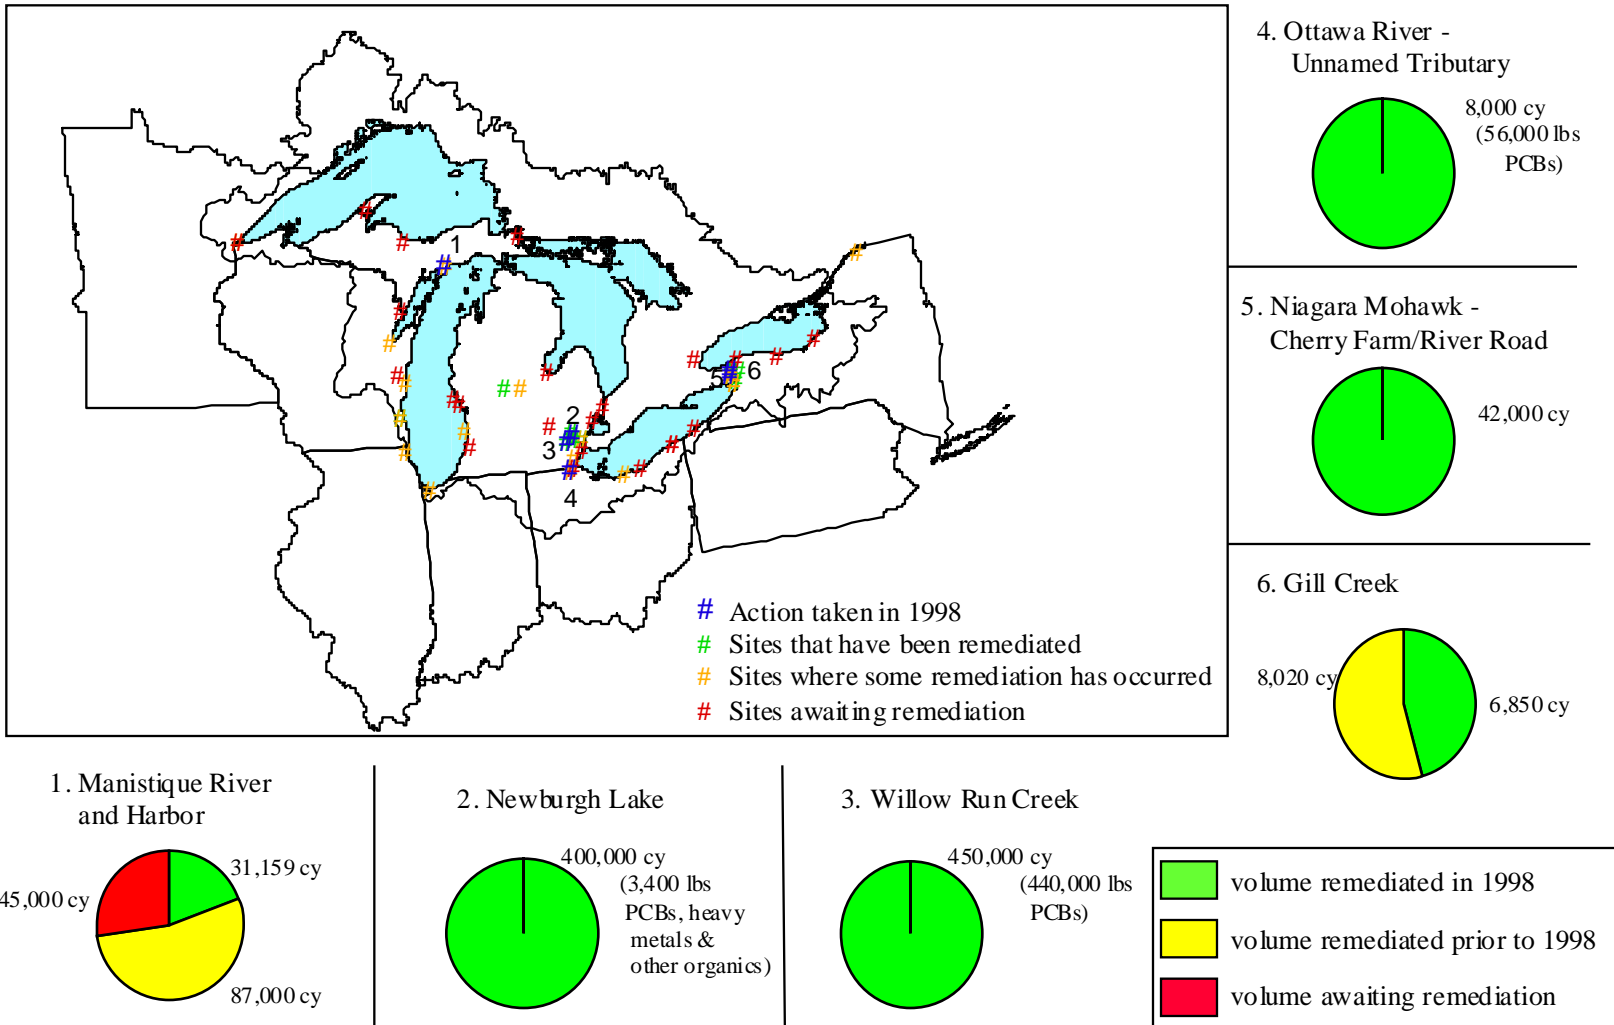 4. Ottawa River -
Unnamed Tributary
8,000 cy
(56,000 lbs
PCBs)
5. Niagara Mohawk -
Cherry Farm/River Road
42,000 cy
6. Gill Creek
8,020 cy
6,850 cy
1
2
3
4
5
6
# Action taken in 1998
# Sites that have been remediated
# Sites where some remediation has occurred
# Sites awaiting remediation
1. Manistique River
and Harbor
31,159 cy
45,000 cy
87,000 cy
2. Newburgh Lake
400,000 cy
(3,400 lbs
PCBs, heavy
metals &
other organics)
3. Willow Run Creek
450,000 cy
(440,000 lbs
PCBs)
volume remediated in 1998
volume remediated prior to 1998
volume awaiting remediation